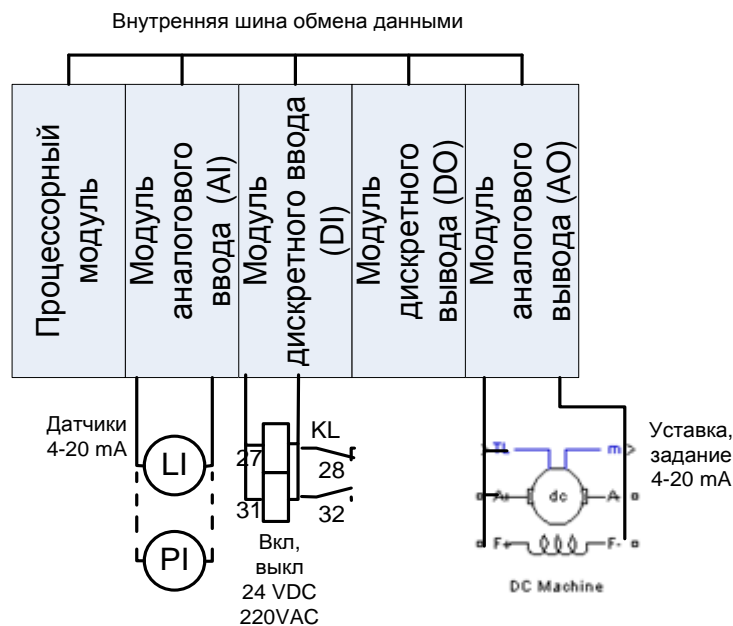 Внутренняя шина обмена данными
Процессорный
модуль
Модуль
аналогового
ввода (AI)
Модуль
дискретного ввода
(DI)
Модуль
дискретного
вывода (DO)
Модуль
аналогового
вывода (AO)
Датчики
4-20 mA
LI
PI
27
31
KL
28
32
Вкл,
выкл
24 VDC
220VAC
TL
m
A+
dc
A-
F+
F-
DC Machine
Уставка,
задание
4-20 mA